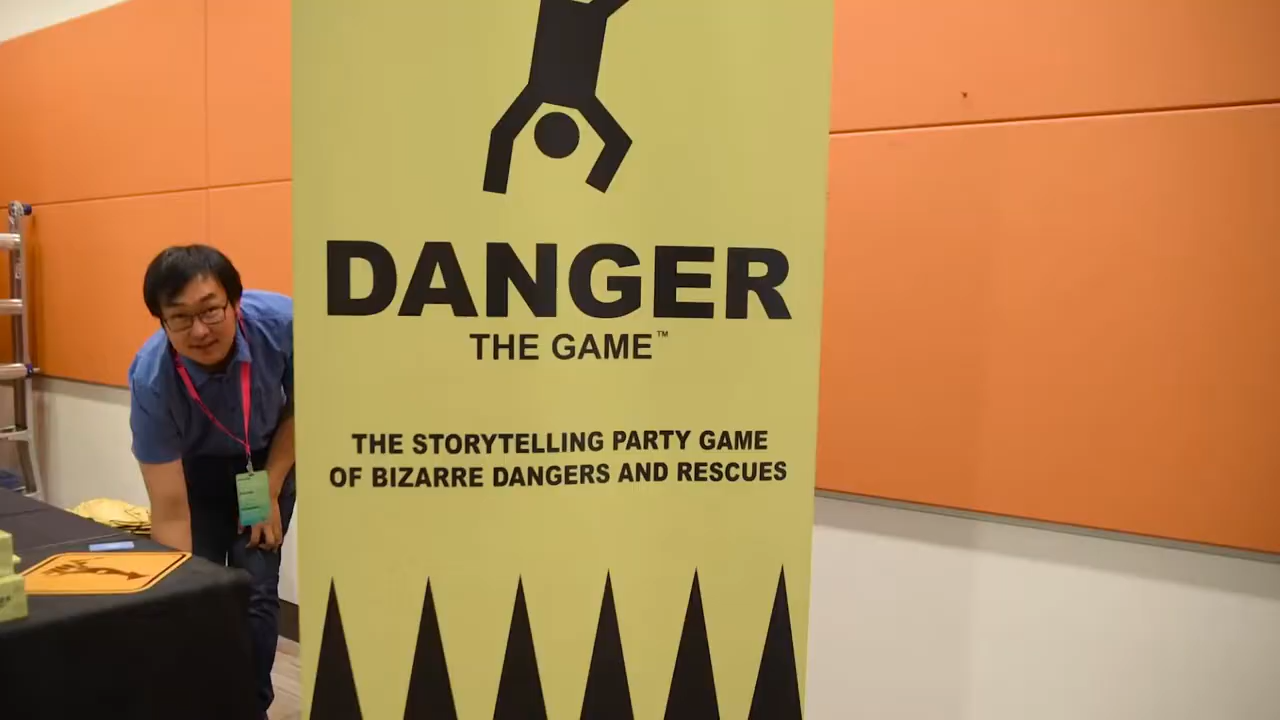 DANGER
THE GAME™
THE STORYTELLING PARTY GAME
OF BIZARRE DANGERS AND RESCUES